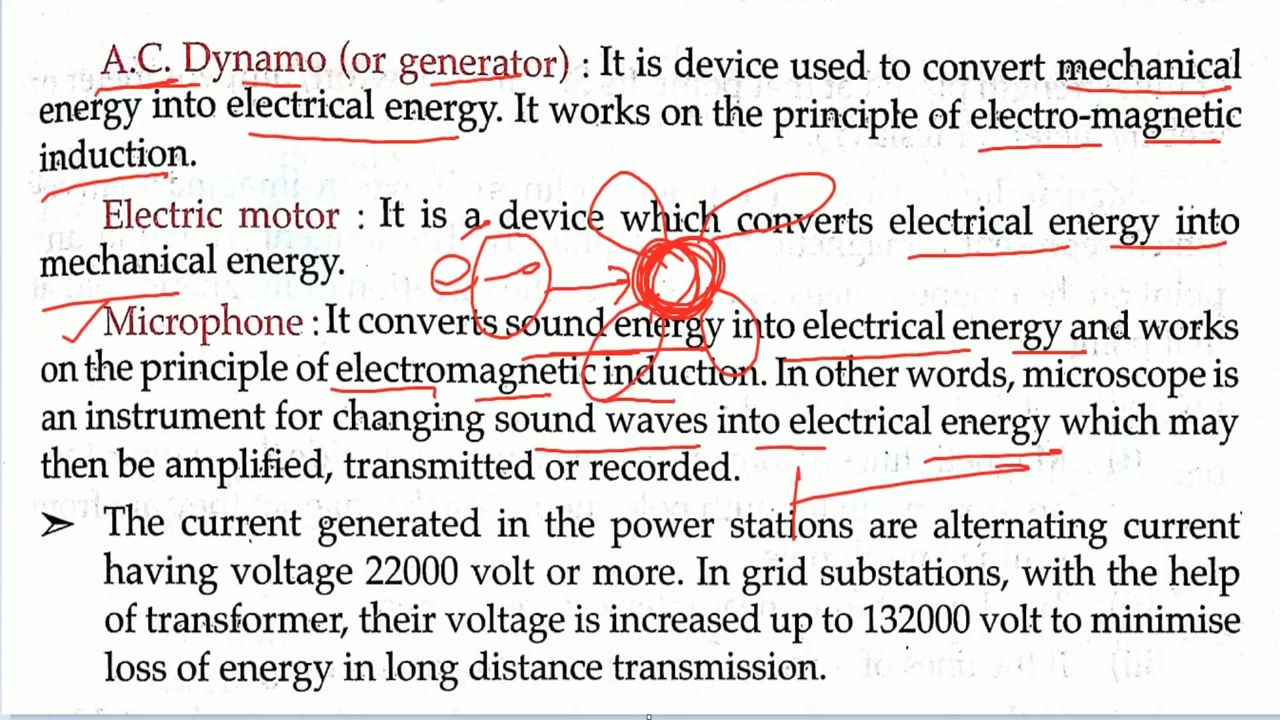 A.C. Dynamo (or generator) : It is device used to convert mechanical
energy into electrical energy. It works on the principle of electro-magnetic
induction.
Electric motor : It is a device which converts electrical energy into
mechanical energy.
Microphone : It converts sound energy into electrical energy and works
on the principle of electromagnetic induction. In other words, microscope is
an instrument for changing sound waves into electrical energy which may
then be amplified, transmitted or recorded.
➢ The current generated in the power stations are alternating current
having voltage 22000 volt or more. In grid substations, with the help
of transformer, their voltage is increased up to 132000 volt to minimise
loss of energy in long distance transmission.